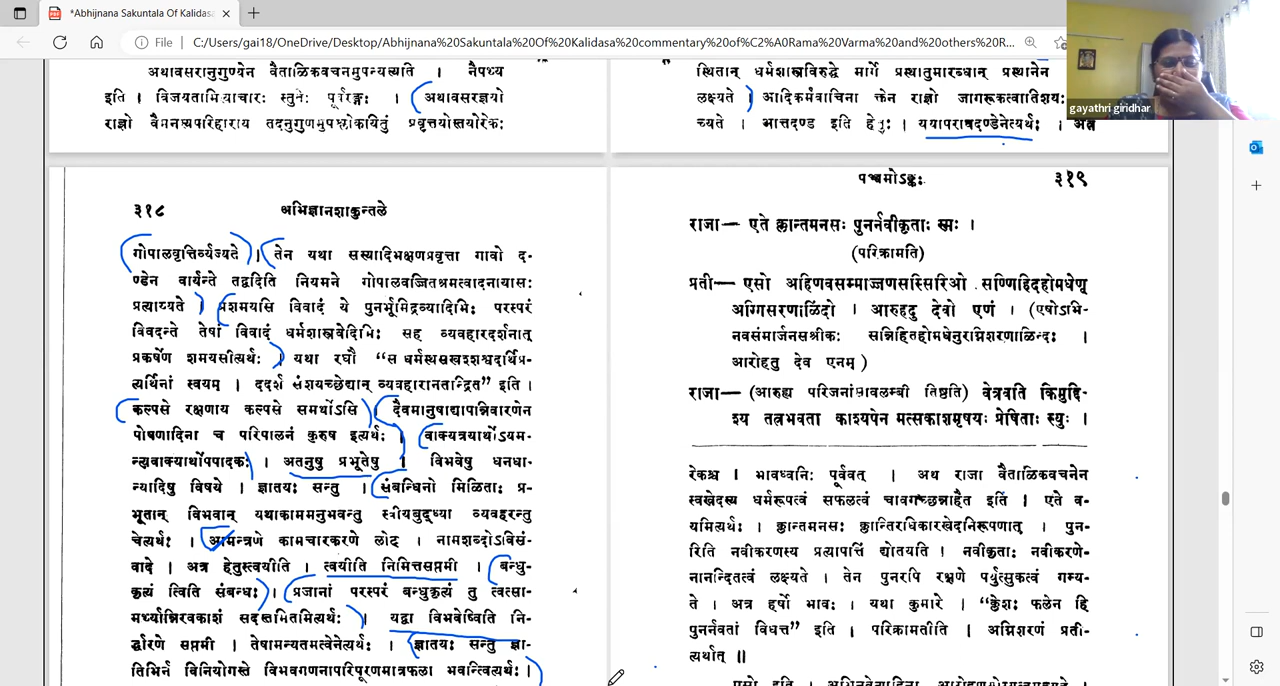 *Abhijnana Sakuntala Of Kalidasa
File
C:/Users/gai18/OneDrive/Desktop/Abhijnana%20Sakuntala%20Of%20Kalidasa%20commentary%20of%C2%A0Rama%20Varma%20and%20others%20R...
gayathri giridhar
अथावसरानुगुण्येन वैताळिकवचनमुपन्यस्यति । नैपथ्य
इति । विजयतामित्याचारः स्तुतेः पूर्वरङ्गः । अथावसरज्ञयो
राज्ञो वैमनस्यपरिहाराय तदनुगुणमुपश्लोकयितुं प्रवृत्तयोस्तयोरेकः
३१८ अभिज्ञानशाकुन्तले
गोपालवृत्तिर्व्यज्यते । तेन यथा सस्यादिभक्षणप्रवृत्ता गावो द-
ण्डेन वार्यन्ते तद्वदिति नियमने गोपालवज्जितश्रमत्वादनायासः
प्रत्याय्यते । प्रशमयसि विवादं ये पुनर्भूमिद्रव्यादिभिः परस्परं
विवदन्ते तेषां विवादं धर्मशास्त्रवेदिभिः सह व्यवहारदर्शनात्
प्रकर्षेण शमयसीत्यर्थः । यथा रघौ “स धर्मस्थसखश्शश्वदर्थिप्र-
त्यर्थिनां स्वयम् । ददर्श संशयच्छेद्यान् व्यवहारानतन्द्रित” इति ।
कल्पसे रक्षणाय कल्पसे समर्थोऽसि दैवमानुषाद्यापन्निवारणेन
पोषणादिना च परिपालनं कुरुष इत्यर्थः । वाक्यत्रयार्थोऽयम-
न्त्यवाक्यार्थोपपादकः । अतनुषु प्रभूतेषु । विभवेषु धनधा-
न्यादिषु विषये । ज्ञातयः सन्तु । संबन्धिनो मिळिताः प्र-
भूतान् विभवान् यथाकाममनुभवन्तु स्त्रीयबुद्ध्या व्यवहरन्तु
चेत्यर्थः । आमन्त्रणे कामचारकरणे लोट् । नामशब्दोऽविसं-
वादे । अत्र हेतुस्त्वयीति । त्वयीति निमित्तसप्तमी । बन्धु-
कृत्यं त्विति संबन्धः । प्रजानां परस्परं बन्धुकृत्यं तु त्वत्सा-
मर्थ्यान्निरवकाशं सदस्तमितमित्यर्थः । यद्वा विभवेष्विति नि-
र्द्धारणे सप्तमी । तेषामन्यतमत्वेनेत्यर्थः । ज्ञातयः सन्तु ज्ञा-
तिभिर्न विनियोगस्ते विभवगणनापरिपूरणमात्रफला भवन्त्वित्यर्थः ।
स्थितान् धर्मशास्त्रविरुद्धे मार्गे प्रस्थातुमारब्धान् प्रस्थानेन
लक्ष्यते । आदिकर्मवाचिना क्तेन राज्ञो जागरूकत्वातिशयः
च्यते । आत्तदण्ड इति हेतुः । यथापराधदण्डेनेत्यर्थः । अत्र
पञ्चमोऽङ्कः ३१९
राजा— एते क्लान्तमनसः पुनर्नवीकृताः स्मः ।
(परिक्रामति)
प्रती— एसो अहिणवसम्मज्जणसस्सिरिओ सण्णिहिदहोमधेणू
अग्गिसरणाळिंदो । आरुहदु देवो एणं । (एषोऽभि-
नवसंमार्जनसश्रीकः सन्निहितहोमधेनुरग्निशरणाळिन्दः ।
आरोहतु देव एनम्)
राजा— (आरुह्य परिजनांसावलम्बी तिष्ठति) वेत्रवति किमुद्दि-
श्य तत्रभवता काश्यपेन मत्सकाशमृषयः प्रेषिताः स्युः ।
रेकश्च । भावध्वनिः पूर्ववत् । अथ राजा वैताळिकवचनेन
स्वखेदस्य धर्मरूपत्वं सफलत्वं चावगच्छन्नाहैत इति । एते व-
यमित्यर्थः । क्लान्तमनसः क्लान्तिरधिकारखेदनिरूपणात् । पुन-
रिति नवीकरणस्य प्रत्यापत्तिं द्योतयति । नवीकृताः नवीकरणे-
नानन्दितत्वं लक्ष्यते । तेन पुनरपि रक्षणे पर्युत्सुकत्वं गम्य-
ते । अत्र हर्षो भावः । यथा कुमारे । “क्लेशः फलेन हि
पुनर्नवतां विधत्त” इति । परिक्रामतीति । अग्निशरणं प्रती-
त्यर्थात् ॥